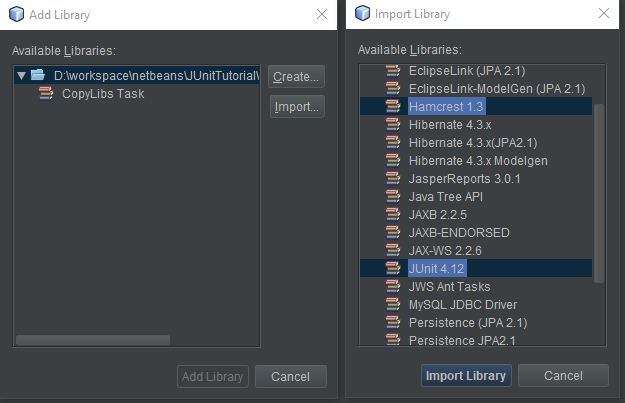 Add Library
Available Libraries:
D:\workspace\netbeans\JUnitTutorial\
CopyLibs Task
Create...
Import...
Add Library
Cancel
Import Library
Available Libraries:
EclipseLink (JPA 2.1)
EclipseLink-ModelGen (JPA 2.1)
Hamcrest 1.3
Hibernate 4.3.x
Hibernate 4.3.x(JPA2.1)
Hibernate 4.3.x Modelgen
JasperReports 3.0.1
Java Tree API
JAXB 2.2.5
JAXB-ENDORSED
JAX-WS 2.2.6
JUnit 4.12
JWS Ant Tasks
MySQL JDBC Driver
Persistence (JPA 2.1)
Persistence JPA2.1
Import Library
Cancel